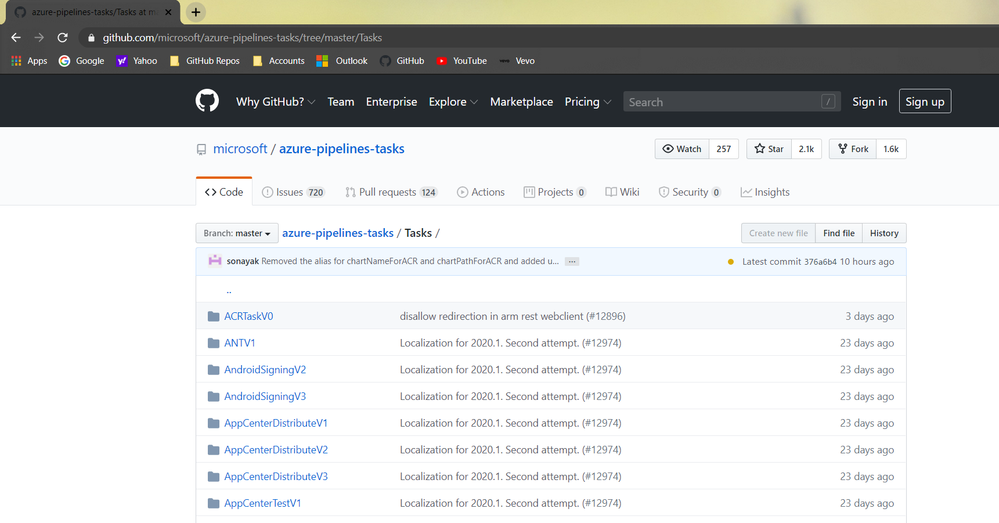 azure-pipelines-tasks/Tasks at ma
github.com/microsoft/azure-pipelines-tasks/tree/master/Tasks
Apps Google Yahoo GitHub Repos Accounts Outlook GitHub YouTube vevo Vevo
Why GitHub? Team Enterprise Explore Marketplace Pricing Search / Sign in Sign up
microsoft / azure-pipelines-tasks Watch 257 Star 2.1k Fork 1.6k
Code Issues 720 Pull requests 124 Actions Projects 0 Wiki Security 0 Insights
Branch: master azure-pipelines-tasks / Tasks / Create new file Find file History
sonayak Removed the alias for chartNameForACR and chartPathForACR and added u... ... Latest commit 376a6b4 10 hours ago
..
ACRTaskV0 disallow redirection in arm rest webclient (#12896) 3 days ago
ANTV1 Localization for 2020.1. Second attempt. (#12974) 23 days ago
AndroidSigningV2 Localization for 2020.1. Second attempt. (#12974) 23 days ago
AndroidSigningV3 Localization for 2020.1. Second attempt. (#12974) 23 days ago
AppCenterDistributeV1 Localization for 2020.1. Second attempt. (#12974) 23 days ago
AppCenterDistributeV2 Localization for 2020.1. Second attempt. (#12974) 23 days ago
AppCenterDistributeV3 Localization for 2020.1. Second attempt. (#12974) 23 days ago
AppCenterTestV1 Localization for 2020.1. Second attempt. (#12974) 23 days ago